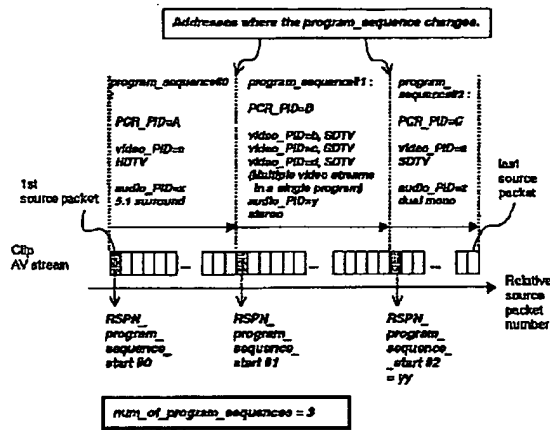 Addresses where the program_sequence changes.
program_sequence#0
PCR_PID=A
video_PID=a
HDTV
audio_PID=x
5.1 surround
program_sequence#1 :
PCR_PID=B
video_PID=b, SDTV
video_PID=c, SDTV
video_PID=d, SDTV
(Multiple video streams
in a single program)
audio_PID=y
stereo
program_
sequence#2 :
PCR_PID=C
video_PID=e
SDTV
audio_PID=z
dual mono
1st
source packet
last
source
packet
Clip
AV stream
Relative
source
packet
number
RSPN_
program_
sequence_
start #0
RSPN_
program_
sequence_
start #1
RSPN_
program_
sequence_
_start #2
= yy
num_of_program_sequences = 3